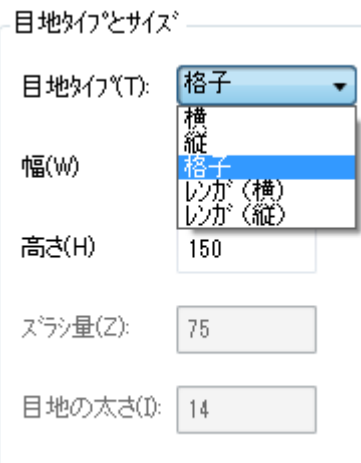 目地ﾀｲﾌﾟとｻｲｽﾞ
目地ﾀｲﾌﾟ(T): 格子
横
縦
幅(W) 格子
ﾚﾝｶﾞ（横）
ﾚﾝｶﾞ（縦）
高さ(H) 150
ｽﾞﾗｼ量(Z): 75
目地の太さ(I): 14